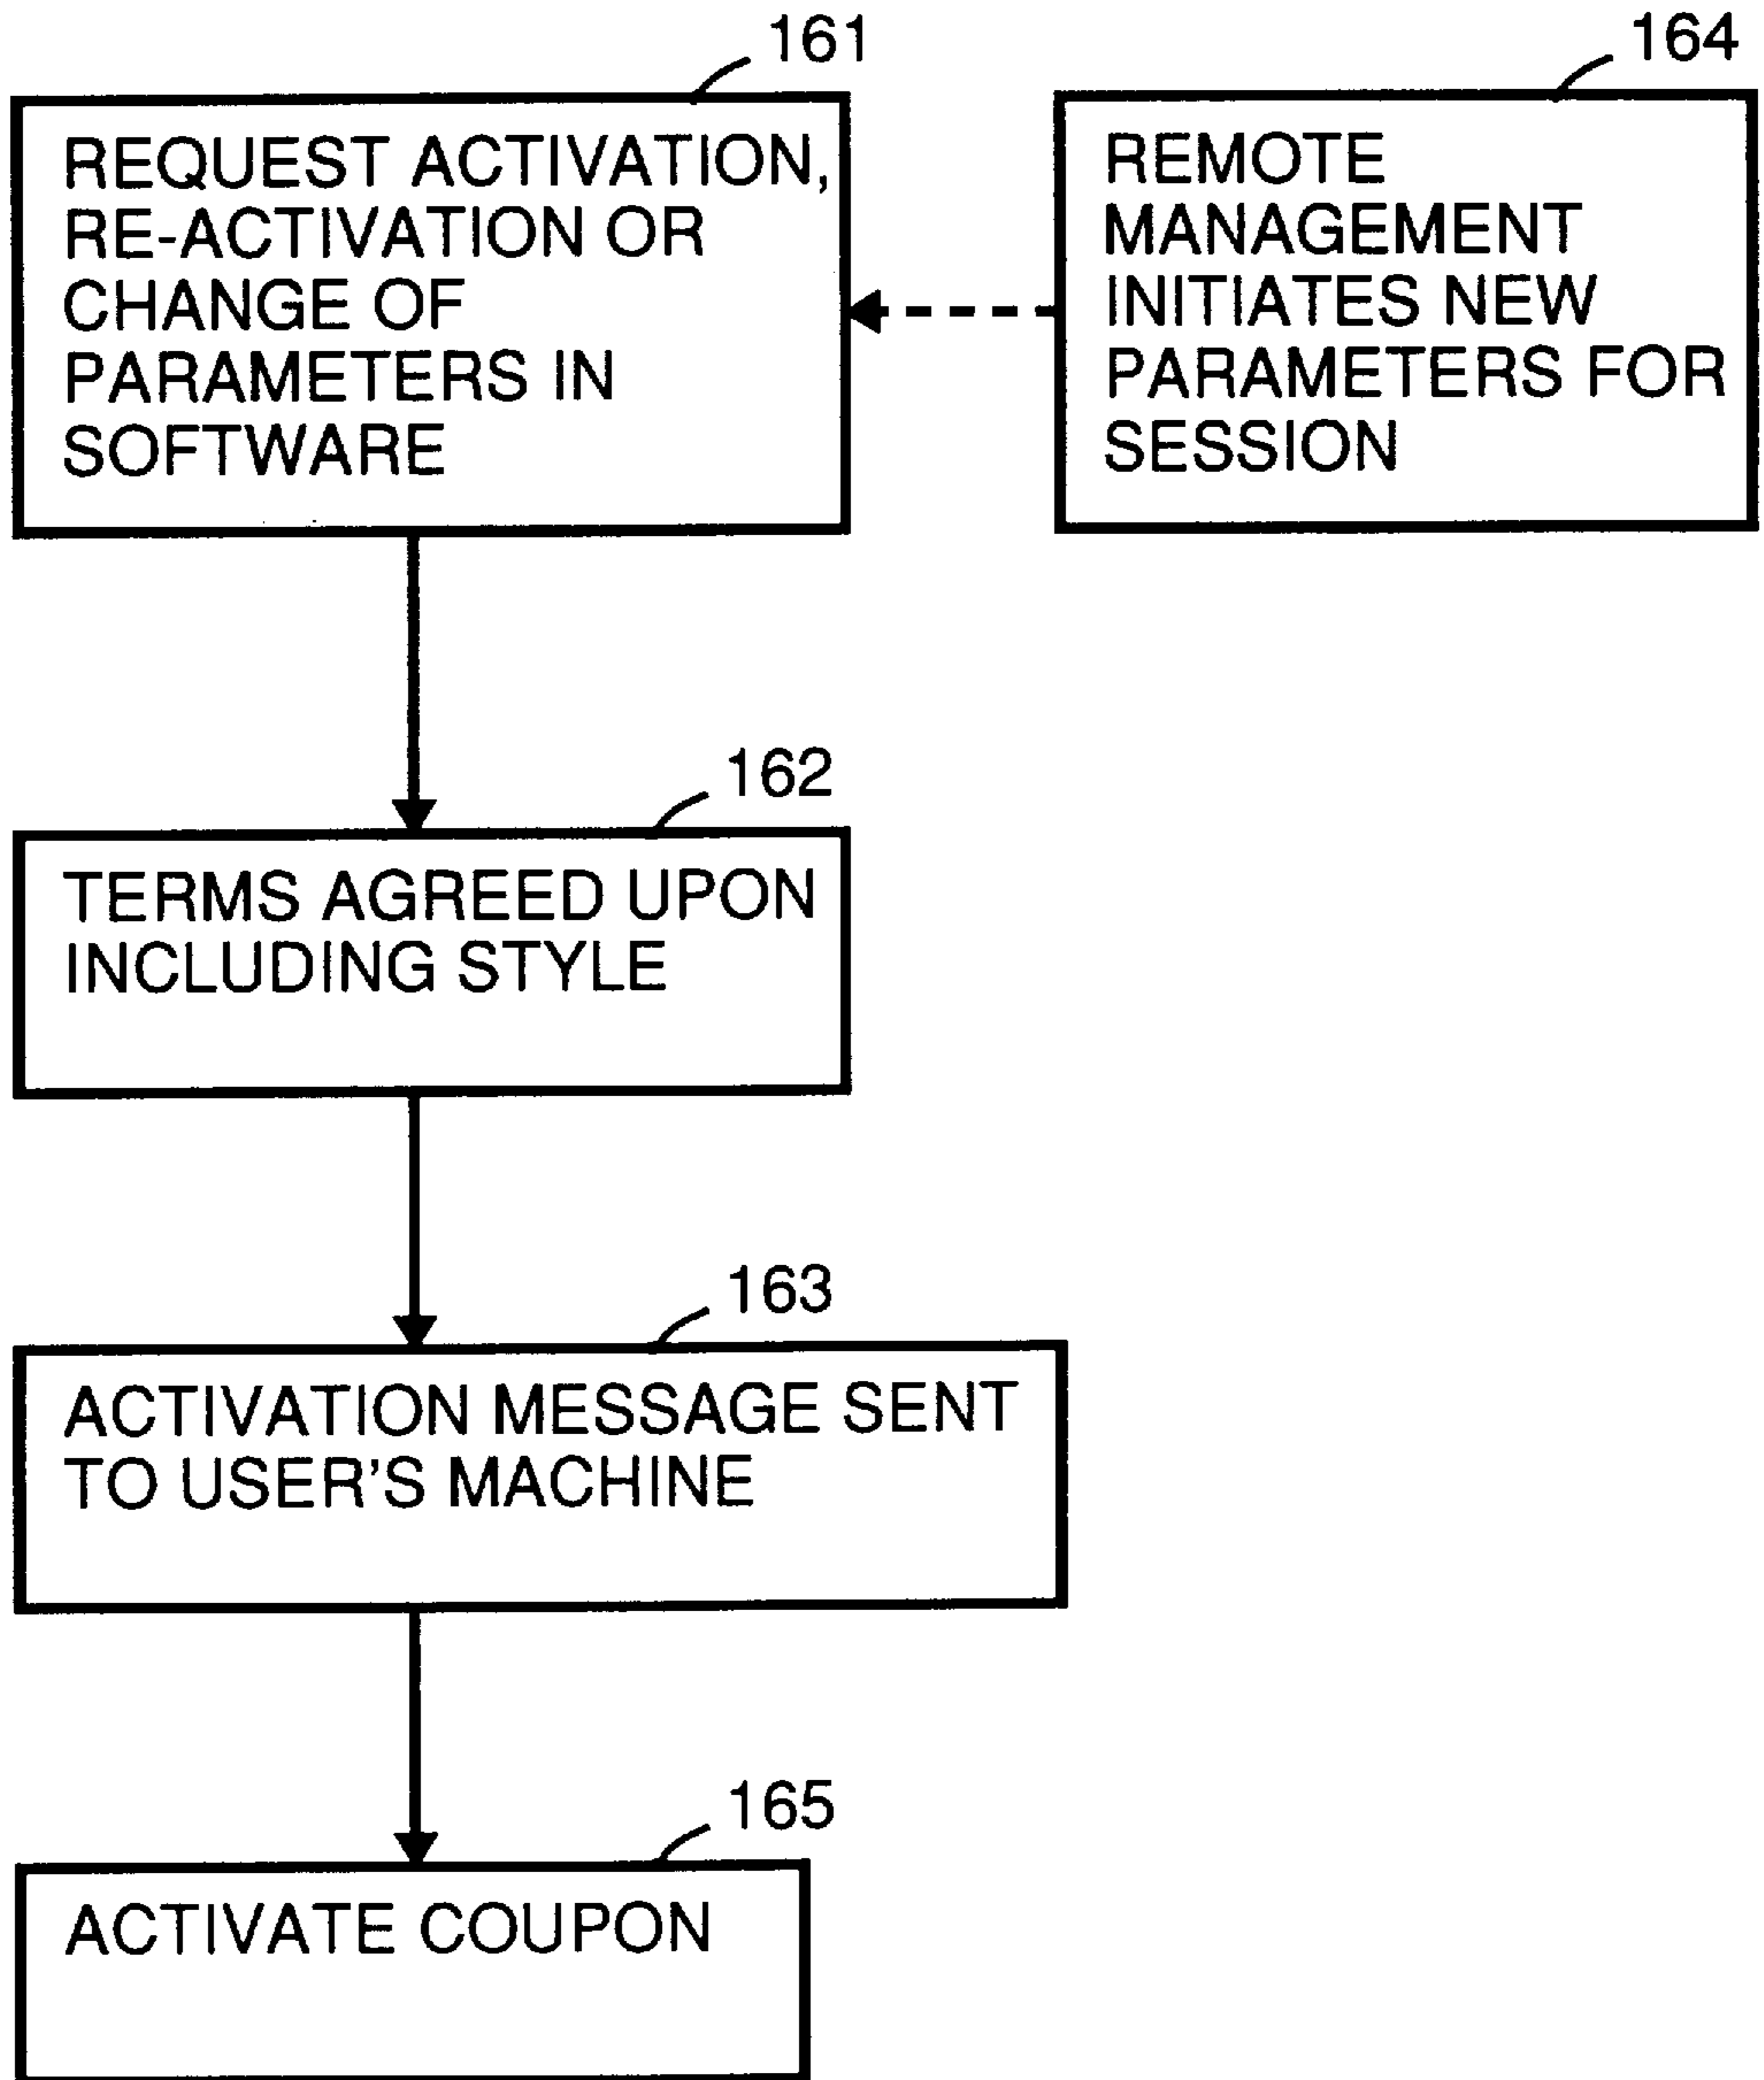 161
REQUEST ACTIVATION,
RE-ACTIVATION OR
CHANGE OF
PARAMETERS IN
SOFTWARE
164
REMOTE
MANAGEMENT
INITIATES NEW
PARAMETERS FOR
SESSION
162
TERMS AGREED UPON
INCLUDING STYLE
163
ACTIVATION MESSAGE SENT
TO USER'S MACHINE
165
ACTIVATE COUPON